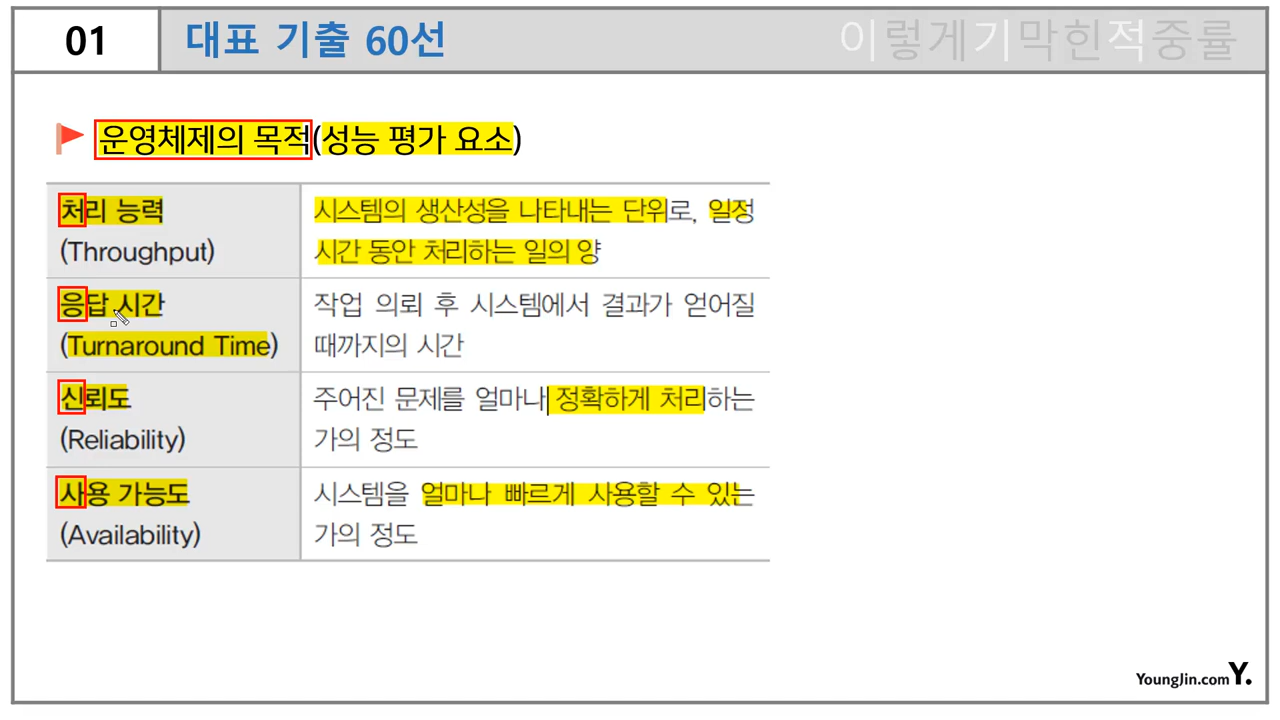 01
대표 기출 60선
이렇게기막힌적중률
운영체제의 목적(성능 평가 요소)
처리 능력
(Throughput)
시스템의 생산성을 나타내는 단위로, 일정
시간 동안 처리하는 일의 양
응답 시간
(Turnaround Time)
작업 의뢰 후 시스템에서 결과가 얻어질
때까지의 시간
신뢰도
(Reliability)
주어진 문제를 얼마나 정확하게 처리하는
가의 정도
사용 가능도
(Availability)
시스템을 얼마나 빠르게 사용할 수 있는
가의 정도
YoungJin.com Y.